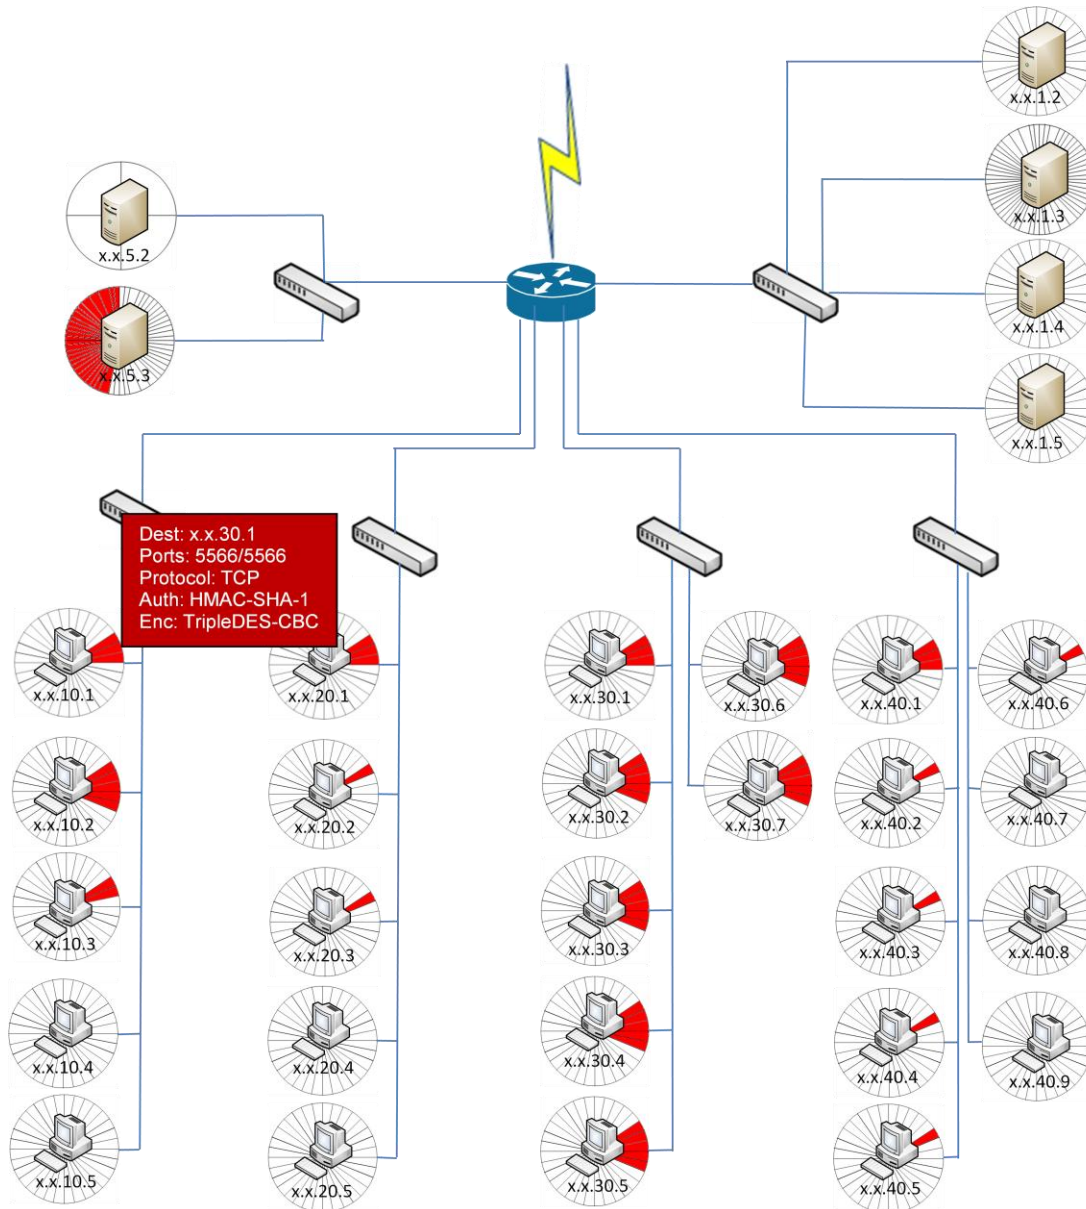 x.x.1.2
x.x.1.3
x.x.5.2
x.x.1.4
x.x.5.3
x.x.1.5
Dest: x.x.30.1
Ports: 5566/5566
Protocol: TCP
Auth: HMAC-SHA-1
Enc: TripleDES-CBC
x.x.10.1
x.x.20.1
x.x.30.1
x.x.30.6
x.x.40.1
x.x.40.6
x.x.10.2
x.x.20.2
x.x.30.2
x.x.30.7
x.x.40.2
x.x.40.7
x.x.10.3
x.x.20.3
x.x.30.3
x.x.40.3
x.x.40.8
x.x.10.4
x.x.20.4
x.x.30.4
x.x.40.4
x.x.40.9
x.x.10.5
x.x.20.5
x.x.30.5
x.x.40.5